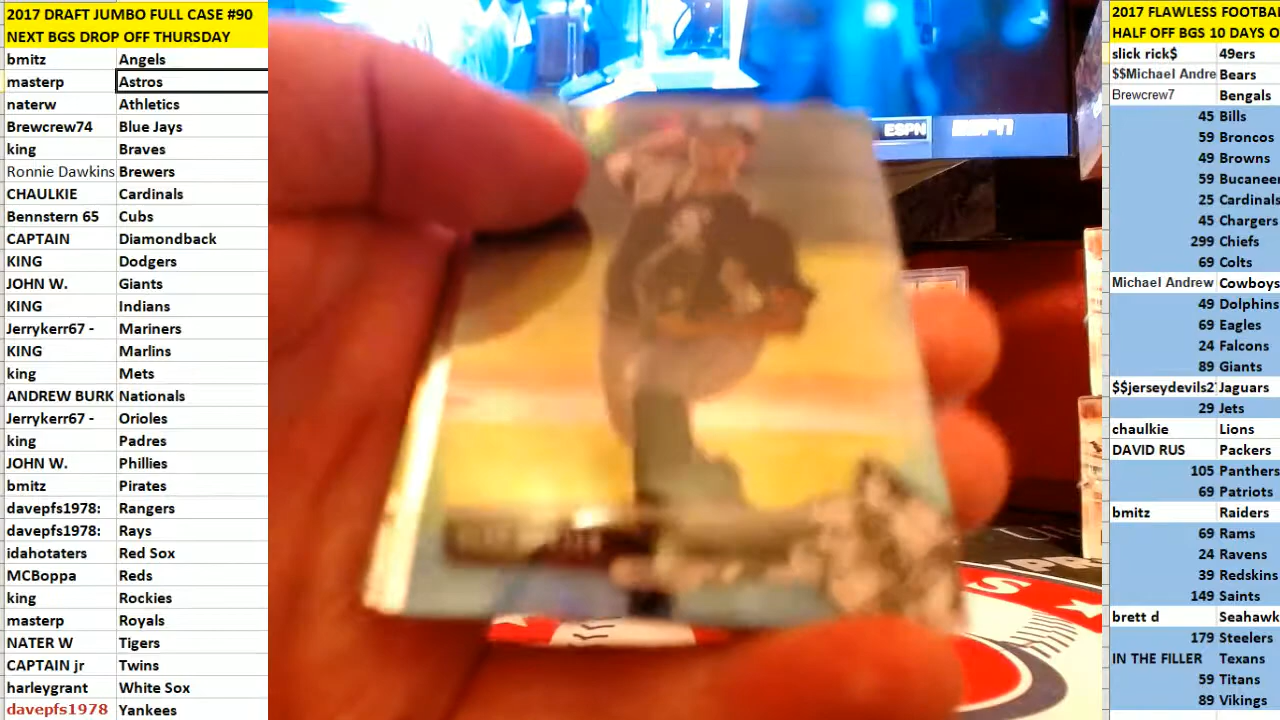 2017 DRAFT JUMBO FULL CASE #90
NEXT BGS DROP OFF THURSDAY
bmitz Angels
masterp Astros
naterw Athletics
Brewcrew74 Blue Jays
king Braves
Ronnie Dawkins Brewers
CHAULKIE Cardinals
Bennstern 65 Cubs
CAPTAIN Diamondback
KING Dodgers
JOHN W. Giants
KING Indians
Jerrykerr67 - Mariners
KING Marlins
king Mets
ANDREW BURK Nationals
Jerrykerr67 - Orioles
king Padres
JOHN W. Phillies
bmitz Pirates
davepfs1978: Rangers
davepfs1978: Rays
idahotaters Red Sox
MCBoppa Reds
king Rockies
masterp Royals
NATER W Tigers
CAPTAIN jr Twins
harleygrant White Sox
davepfs1978 Yankees
ESPN ESPN
2017 FLAWLESS FOOTBA
HALF OFF BGS 10 DAYS O
slick rick$ 49ers
$$Michael Andre Bears
Brewcrew7 Bengals
45 Bills
59 Broncos
49 Browns
59 Bucaneer
25 Cardinals
45 Chargers
299 Chiefs
69 Colts
Michael Andrew Cowboys
49 Dolphins
69 Eagles
24 Falcons
89 Giants
$$jerseydevils2 Jaguars
29 Jets
chaulkie Lions
DAVID RUS Packers
105 Panthers
69 Patriots
bmitz Raiders
69 Rams
24 Ravens
39 Redskins
149 Saints
brett d Seahawk
179 Steelers
IN THE FILLER Texans
59 Titans
89 Vikings